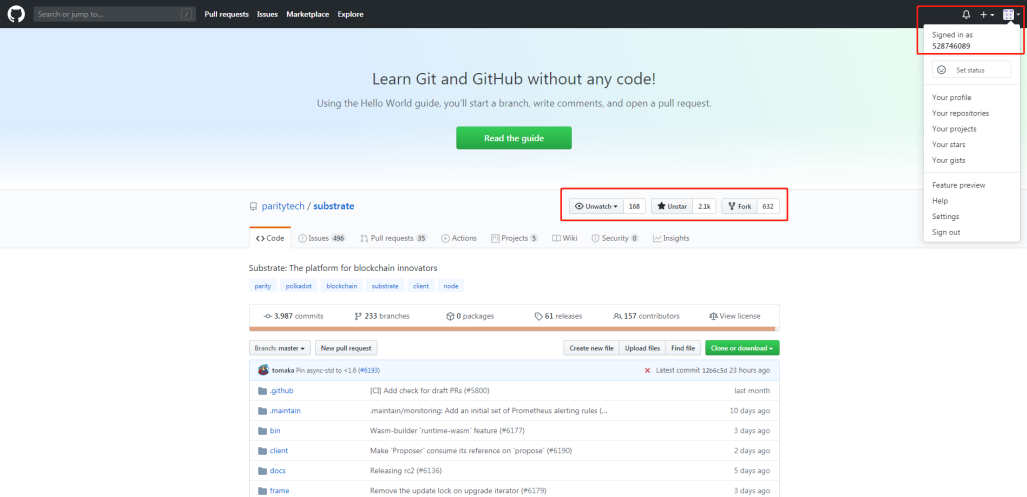 Search or jump to... /
Pull requests Issues Marketplace Explore
Signed in as
528746089
Set status
Your profile
Your repositories
Your projects
Your stars
Your gists
Feature preview
Help
Settings
Sign out
Learn Git and GitHub without any code!
Using the Hello World guide, you'll start a branch, write comments, and open a pull request.
Read the guide
paritytech / substrate
Unwatch 168 Unstar 2.1k Fork 632
Code Issues 496 Pull requests 35 Actions Projects 5 Wiki Security 0 Insights
Substrate: The platform for blockchain innovators
parity polkadot blockchain substrate client node
3,987 commits 233 branches 0 packages 61 releases 157 contributors View license
Branch: master New pull request Create new file Upload files Find file Clone or download
tomaka Pin async-std to <1.6 (#6193) Latest commit 12b6c5d 23 hours ago
.github [CI] Add check for draft PRs (#5800) last month
.maintain .maintain/monitoring: Add an initial set of Prometheus alerting rules (... 10 days ago
bin Wasm-builder `runtime-wasm` feature (#6177) 3 days ago
client Make `Proposer` consume its reference on `propose` (#6190) 2 days ago
docs Releasing rc2 (#6136) 5 days ago
frame Remove the update lock on upgrade iterator (#6179) 3 days ago